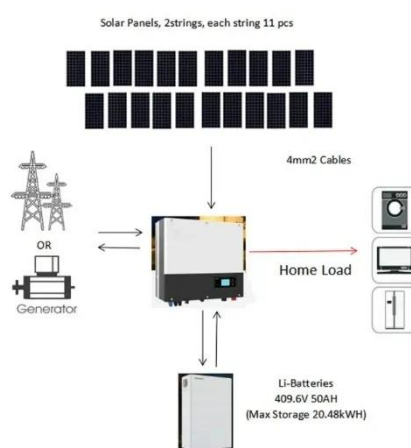 Solar Panels, 2strings, each string 11 pcs
4mm2 Cables
OR
Home Load
Generator
Li-Batteries
409.6V 50AH
(Max Storage 20.48kWH)